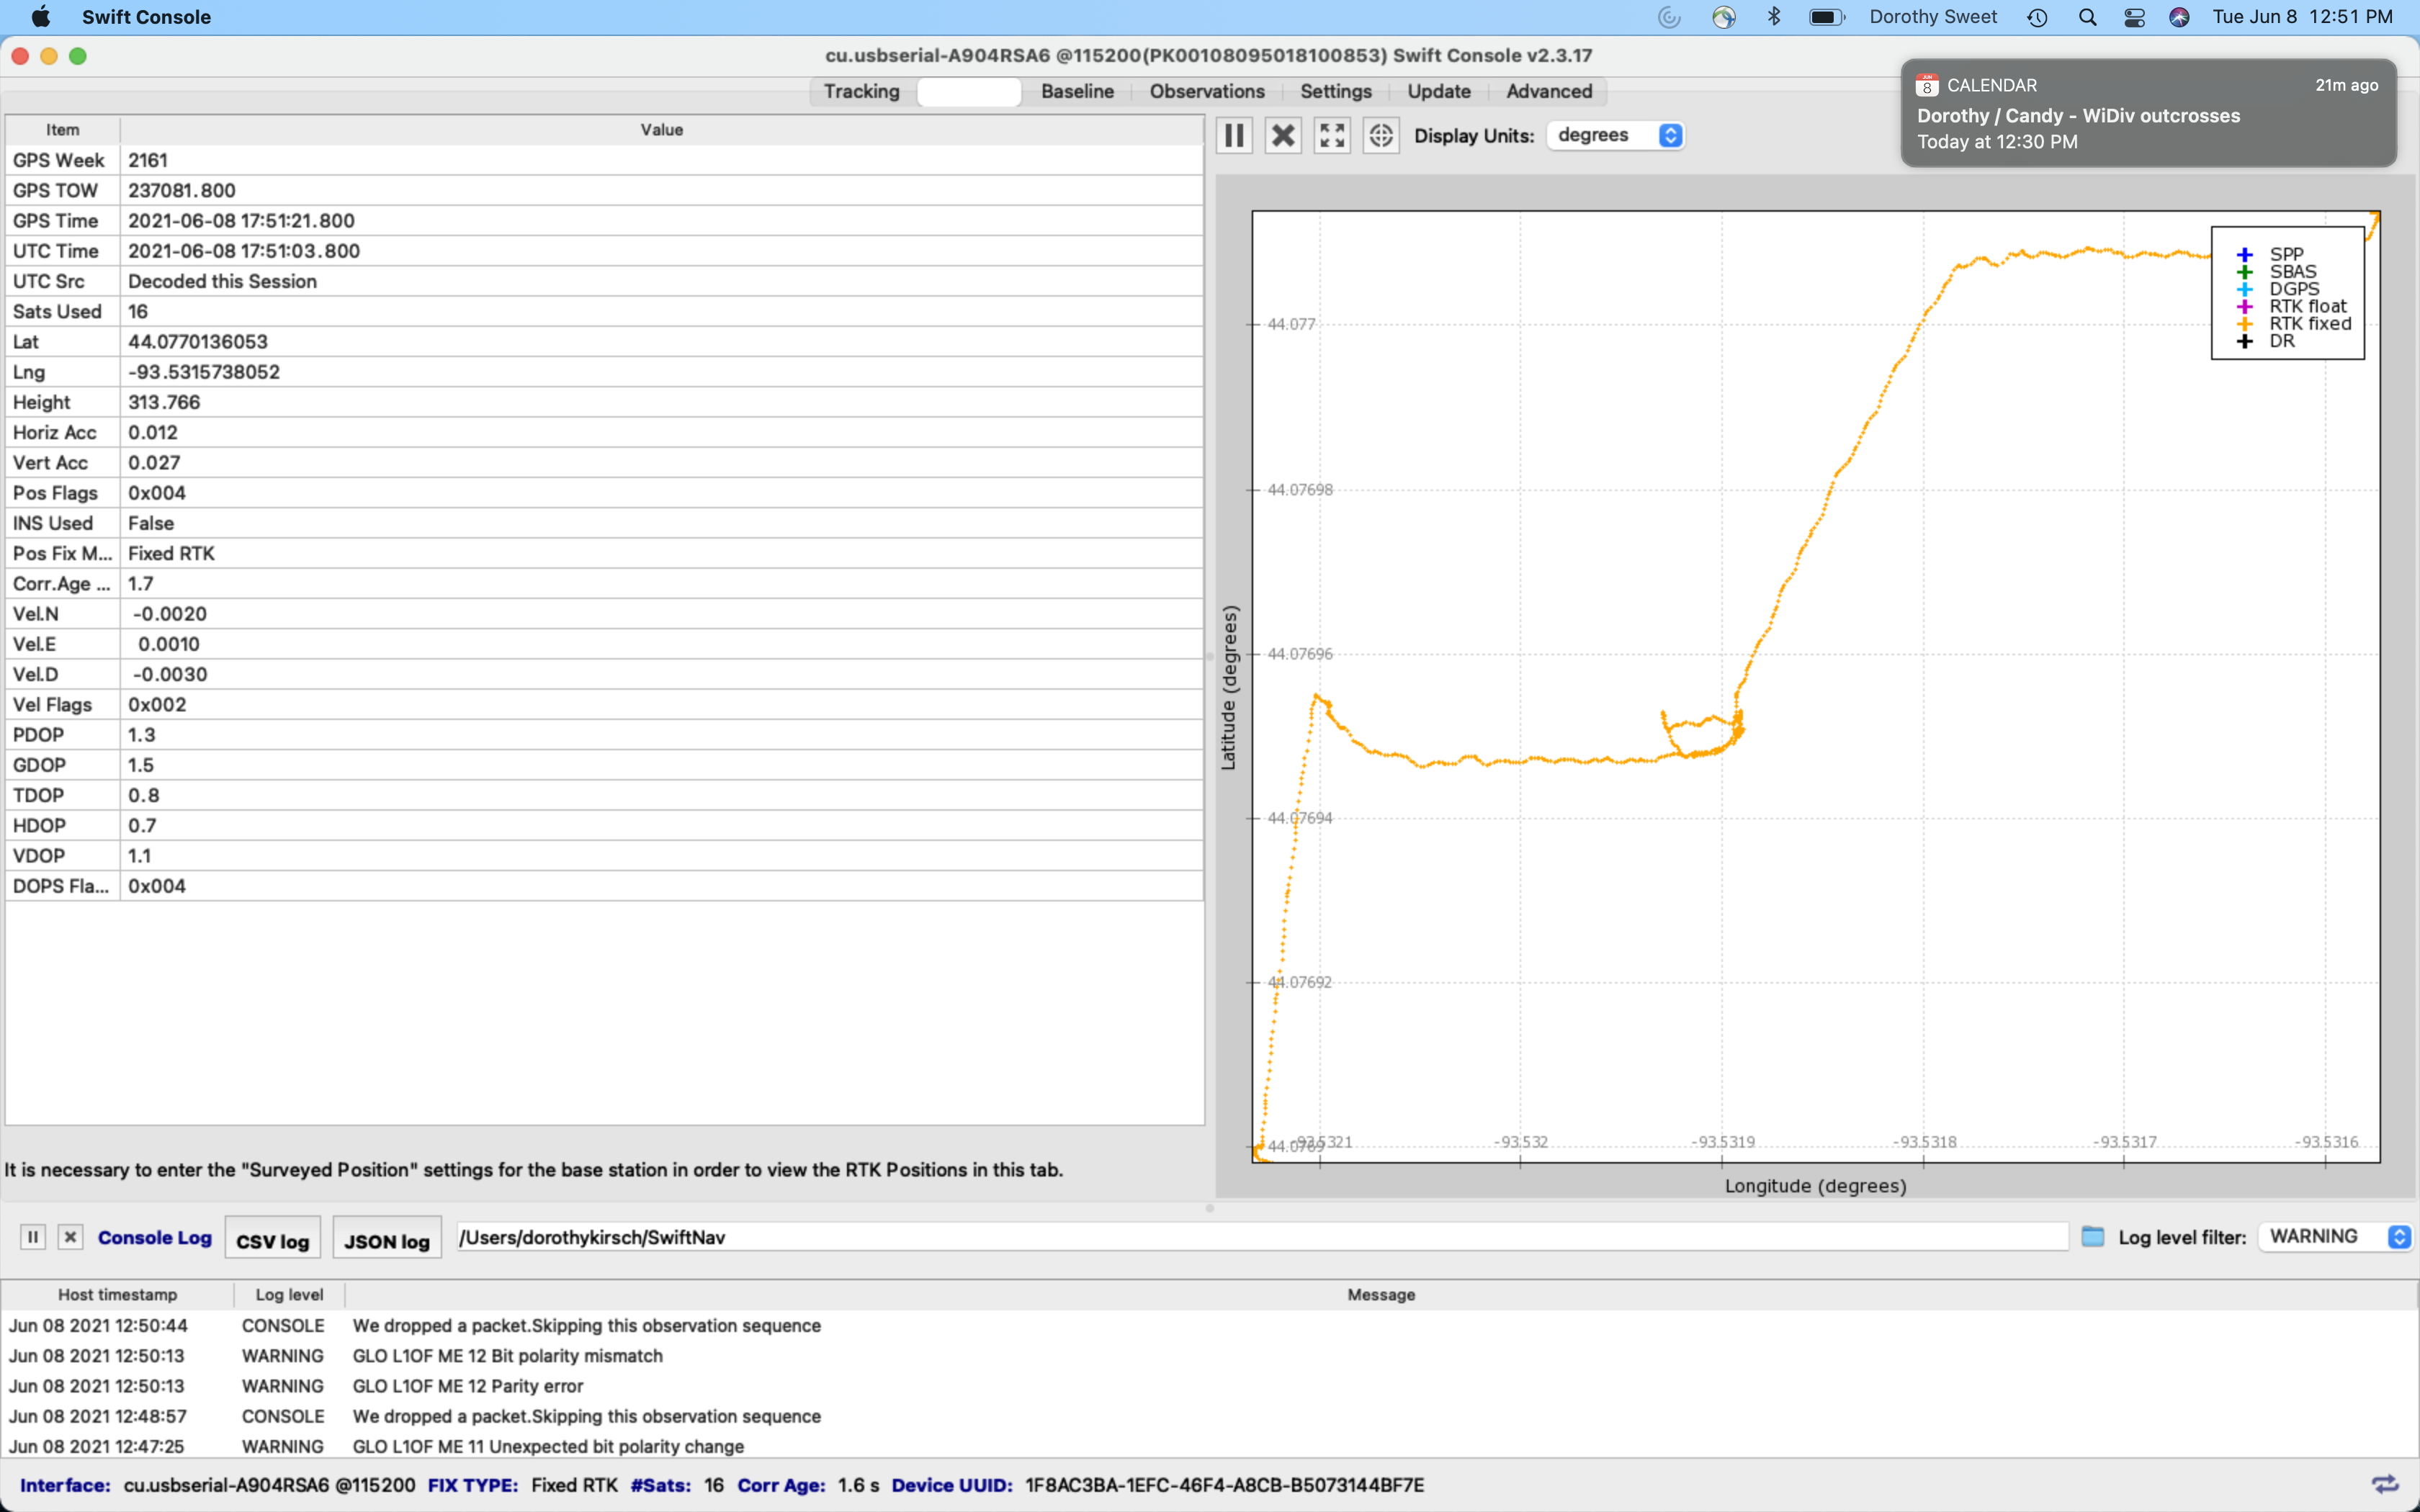 Swift Console
Dorothy Sweet
Tue Jun 8 12:51 PM
cu.usbserial-A904RSA6 @115200(PK00108095018100853) Swift Console v2.3.17
Tracking Baseline Observations Settings Update Advanced
JUN 8 CALENDAR 21m ago
Dorothy / Candy - WiDiv outcrosses
Today at 12:30 PM
Item Value
GPS Week 2161
GPS TOW 237081.800
GPS Time 2021-06-08 17:51:21.800
UTC Time 2021-06-08 17:51:03.800
UTC Src Decoded this Session
Sats Used 16
Lat 44.0770136053
Lng -93.5315738052
Height 313.766
Horiz Acc 0.012
Vert Acc 0.027
Pos Flags 0x004
INS Used False
Pos Fix M... Fixed RTK
Corr.Age ... 1.7
Vel.N -0.0020
Vel.E 0.0010
Vel.D -0.0030
Vel Flags 0x002
PDOP 1.3
GDOP 1.5
TDOP 0.8
HDOP 0.7
VDOP 1.1
DOPS Fla... 0x004
It is necessary to enter the "Surveyed Position" settings for the base station in order to view the RTK Positions in this tab.
Display Units: degrees
SPP
SBAS
DGPS
RTK float
RTK fixed
DR
Latitude (degrees)
44.077
44.07698
44.07696
44.07694
44.07692
44.0769
-93.5321 -93.532 -93.5319 -93.5318 -93.5317 -93.5316
Longitude (degrees)
Console Log CSV log JSON log /Users/dorothykirsch/SwiftNav Log level filter: WARNING
Host timestamp Log level Message
Jun 08 2021 12:50:44 CONSOLE We dropped a packet.Skipping this observation sequence
Jun 08 2021 12:50:13 WARNING GLO L1OF ME 12 Bit polarity mismatch
Jun 08 2021 12:50:13 WARNING GLO L1OF ME 12 Parity error
Jun 08 2021 12:48:57 CONSOLE We dropped a packet.Skipping this observation sequence
Jun 08 2021 12:47:25 WARNING GLO L1OF ME 11 Unexpected bit polarity change
Interface: cu.usbserial-A904RSA6 @115200 FIX TYPE: Fixed RTK #Sats: 16 Corr Age: 1.6 s Device UUID: 1F8AC3BA-1EFC-46F4-A8CB-B5073144BF7E